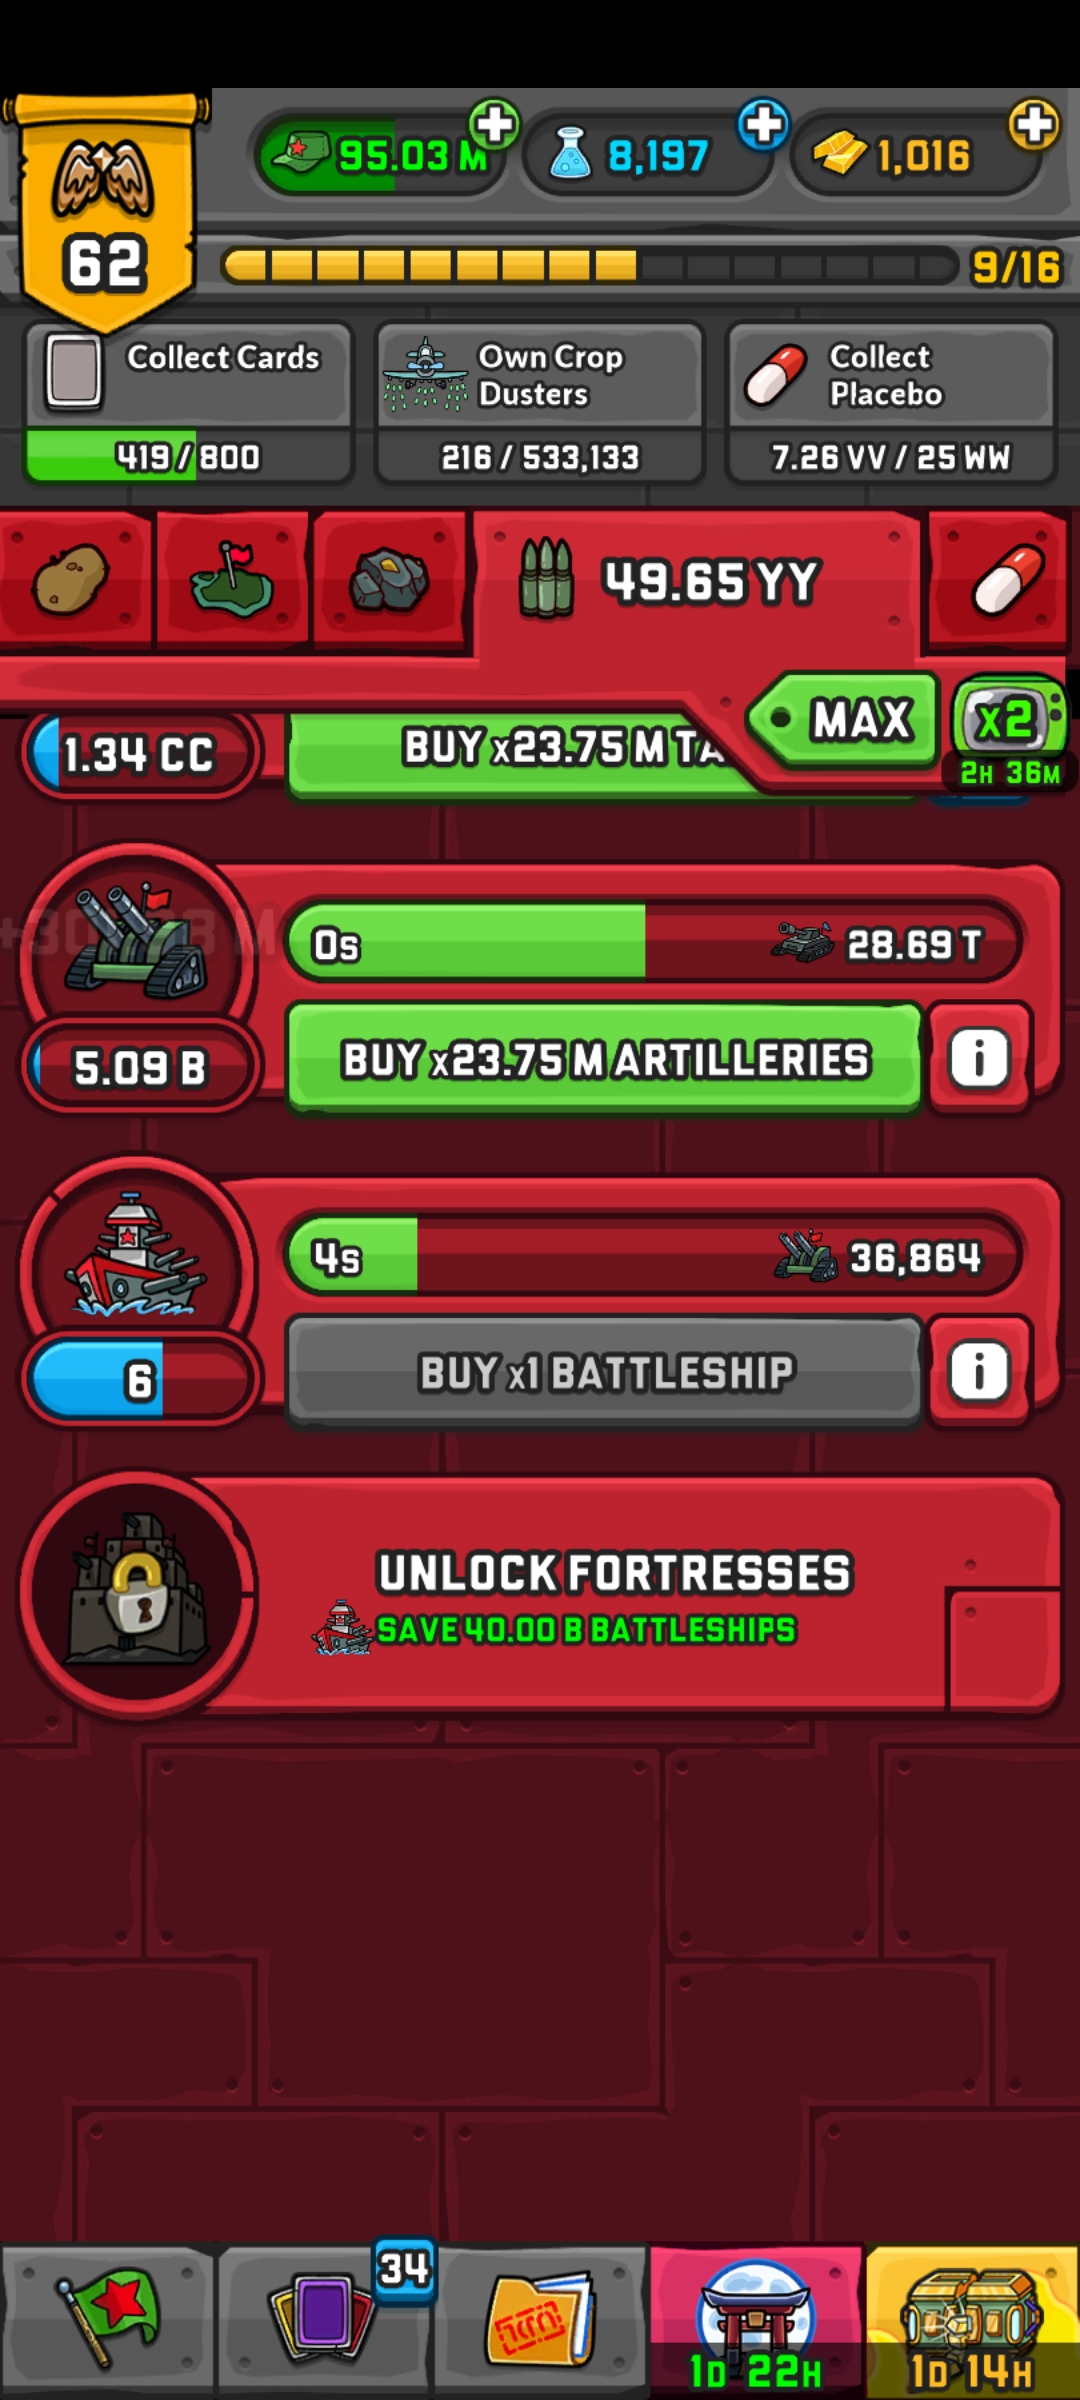 95.03 M
8,197
1,016
62
9/16
Collect Cards
419 / 800
Own Crop
Dusters
216 / 533,133
Collect
Placebo
7.26 VV / 25 WW
49.65 YY
MAX
x2
2H 36M
1.34 CC
BUY x23.75 M TA
0s
28.69 T
5.09 B
BUY x23.75 M ARTILLERIES
i
4s
36,864
6
BUY x1 BATTLESHIP
i
UNLOCK FORTRESSES
SAVE 40.00 B BATTLESHIPS
34
1D 22H
1D 14H